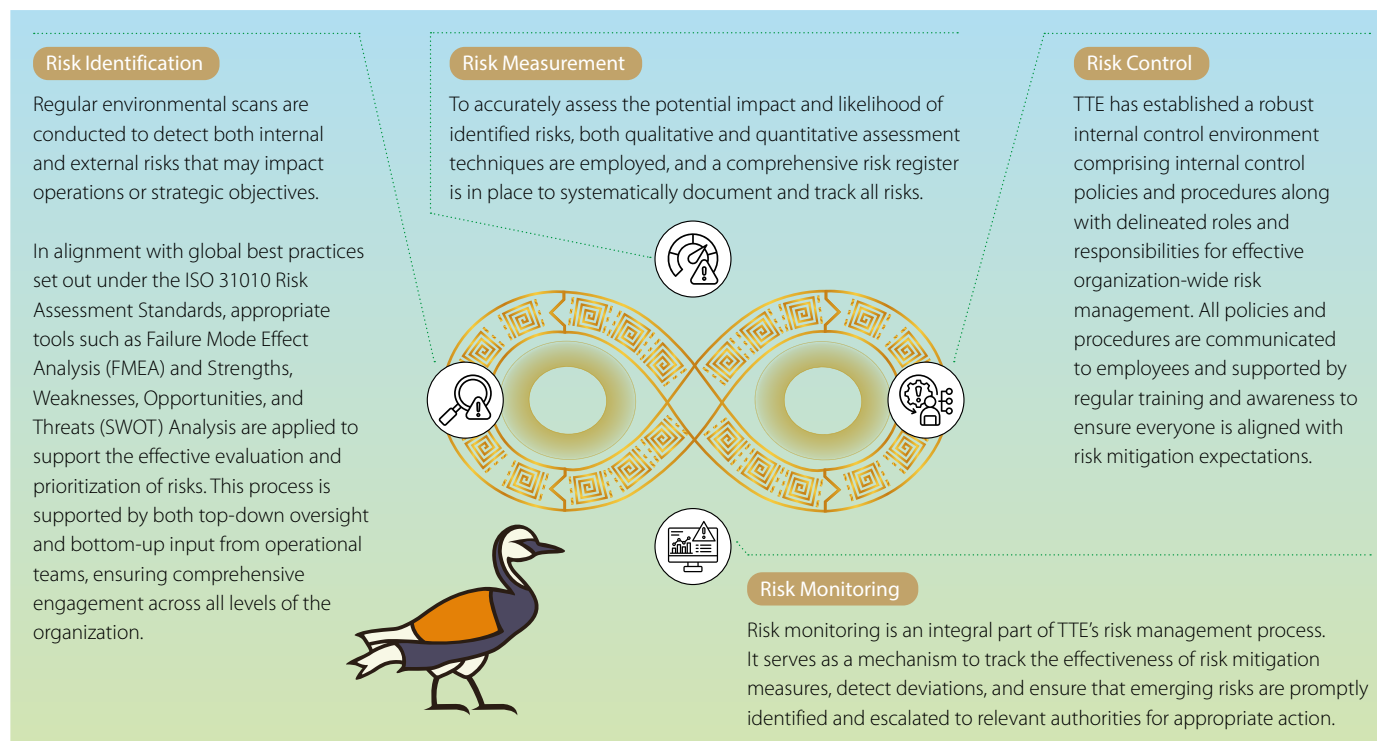 Risk Identification
Regular environmental scans are
conducted to detect both internal
and external risks that may impact
operations or strategic objectives.
In alignment with global best practices
set out under the ISO 31010 Risk
Assessment Standards, appropriate
tools such as Failure Mode Effect
Analysis (FMEA) and Strengths,
Weaknesses, Opportunities, and
Threats (SWOT) Analysis are applied to
support the effective evaluation and
prioritization of risks. This process is
supported by both top-down oversight
and bottom-up input from operational
teams, ensuring comprehensive
engagement across all levels of the
organization.
Risk Measurement
To accurately assess the potential impact and likelihood of
identified risks, both qualitative and quantitative assessment
techniques are employed, and a comprehensive risk register
is in place to systematically document and track all risks.
Risk Control
TTE has established a robust
internal control environment
comprising internal control
policies and procedures along
with delineated roles and
responsibilities for effective
organization-wide risk
management. All policies and
procedures are communicated
to employees and supported by
regular training and awareness to
ensure everyone is aligned with
risk mitigation expectations.
Risk Monitoring
Risk monitoring is an integral part of TTE’s risk management process.
It serves as a mechanism to track the effectiveness of risk mitigation
measures, detect deviations, and ensure that emerging risks are promptly
identified and escalated to relevant authorities for appropriate action.